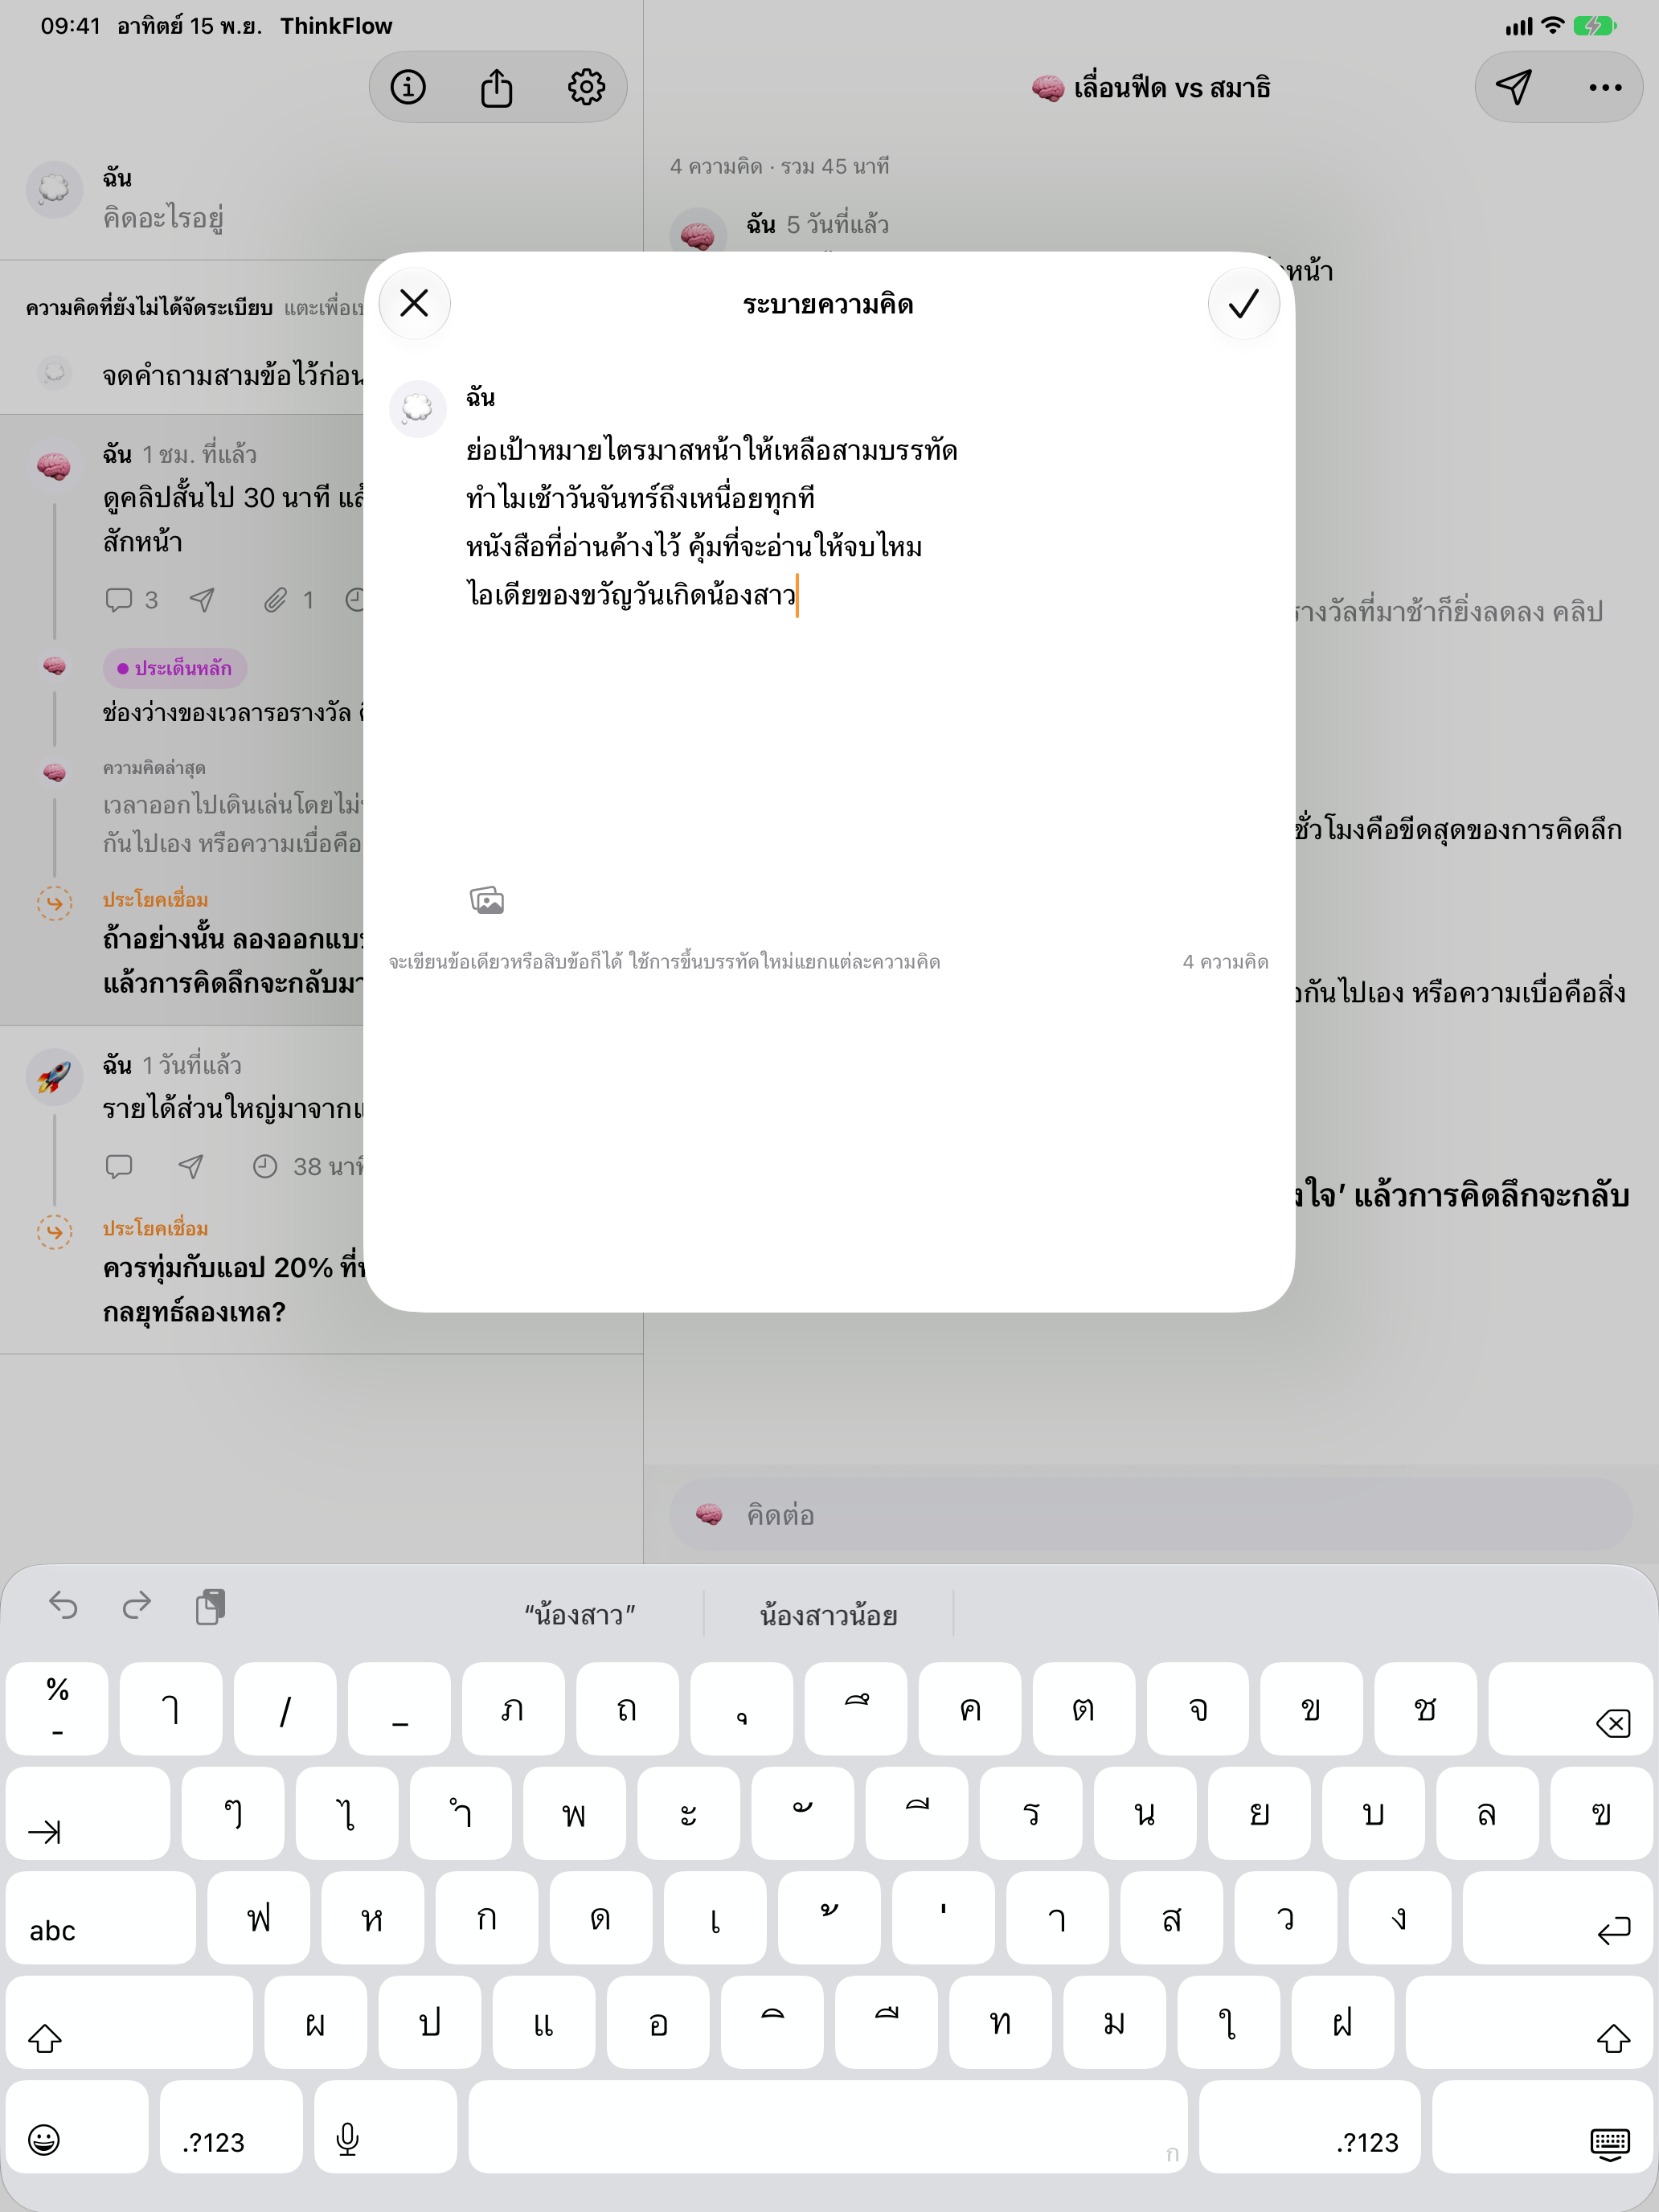 09:41 อาทิตย์ 15 พ.ย. ThinkFlow
🧠 เลื่อนฟีด vs สมาธิ
ฉัน
คิดอะไรอยู่
ความคิดที่ยังไม่ได้จัดระเบียบ
จดคำถามสามข้อไว้ก่อน
ฉัน 1 ชม. ที่แล้ว
ดูคลิปสั้นไป 30 นาที
สักหน้า
3 1
ประเด็นหลัก
ช่องว่างของเวลารอรางวัล
ความคิดล่าสุด
เวลาออกไปเดินเล่นโดย
กันไปเอง หรือความเบื่อคือ
ประโยคเชื่อม
ถ้าอย่างนั้น
แล้วการคิดลึกจะกลับมา
ฉัน 1 วันที่แล้ว
รายได้ส่วนใหญ่มาจาก
38
ประโยคเชื่อม
ควรทุ่มกับแอป 20%
กลยุทธ์ลองเทล?
4 ความคิด · รวม 45 นาที
ฉัน 5 วันที่แล้ว
หน้า
รางวัลที่มาช้าก็ยิ่งลดลง คลิป
ชั่วโมงคือขีดสุดของการคิดลึก
กันไปเอง หรือความเบื่อคือสิ่ง
แล้วการคิดลึกจะกลับ
คิดต่อ
ระบายความคิด
ฉัน
ย่อเป้าหมายไตรมาสหน้าให้เหลือสามบรรทัด
ทำไมเช้าวันจันทร์ถึงเหนื่อยทุกที
หนังสือที่อ่านค้างไว้ คุ้มที่จะอ่านให้จบไหม
ไอเดียของขวัญวันเกิดน้องสาว
จะเขียนข้อเดียวหรือสิบข้อก็ได้ ใช้การขึ้นบรรทัดใหม่แยกแต่ละความคิด
4 ความคิด
“น้องสาว” น้องสาวน้อย
% - ๅ / _ ภ ถ ุ ึ ค ต จ ข ช
ๆ ไ ำ พ ะ ั ี ร น ย บ ล ฃ
abc ฟ ห ก ด เ ้ ่ า ส ว ง
ผ ป แ อ ิ ื ท ม ใ ฝ
.?123 ก .?123